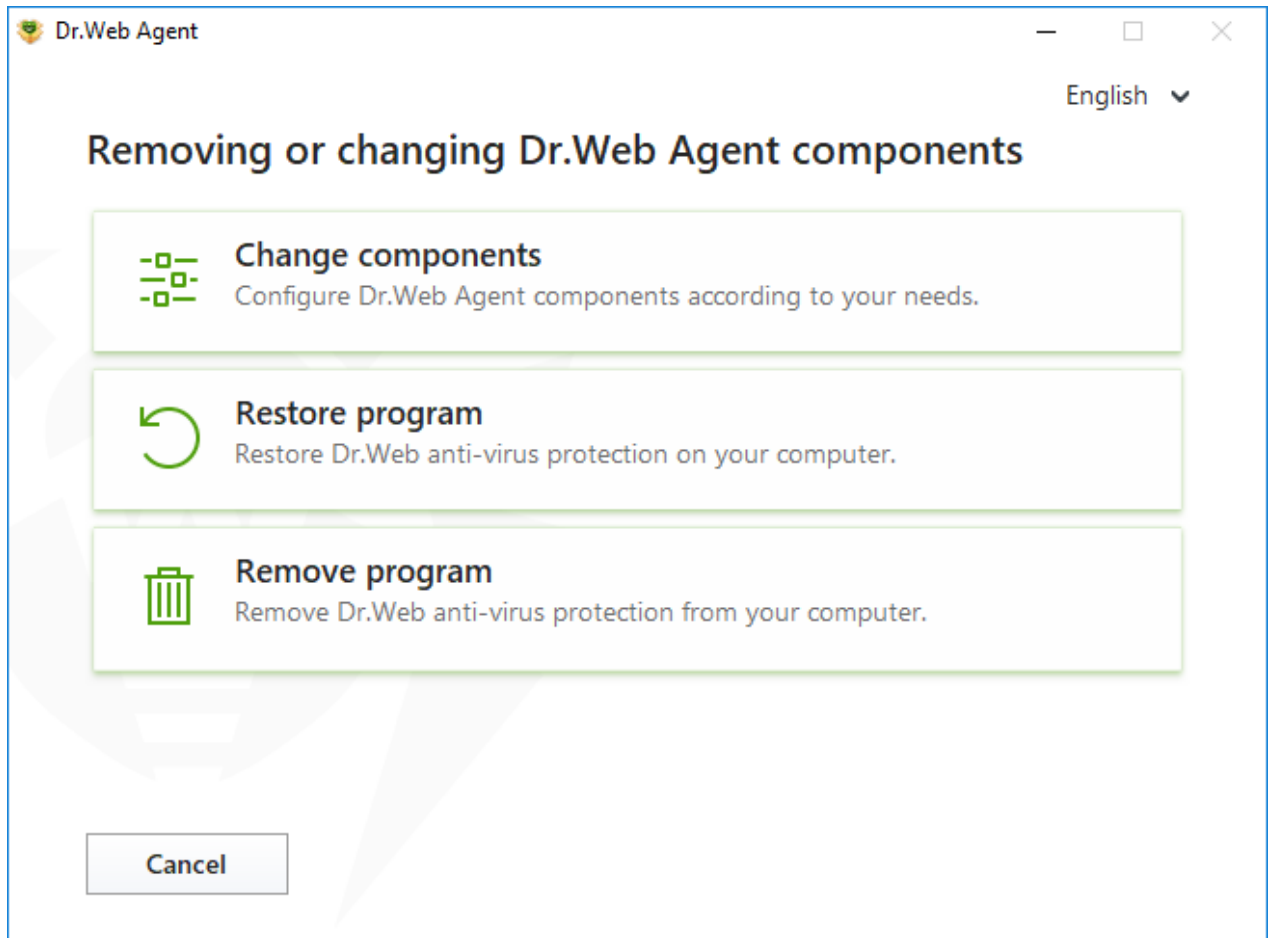 Dr.Web Agent
English
Removing or changing Dr.Web Agent components
Change components
Configure Dr.Web Agent components according to your needs.
Restore program
Restore Dr.Web anti-virus protection on your computer.
Remove program
Remove Dr.Web anti-virus protection from your computer.
Cancel